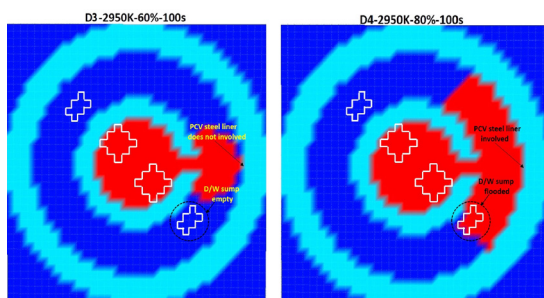 D3-2950K-60%-100s
D4-2950K-80%-100s
PCV steel liner
does not involved
D/W sump
empty
PCV steel liner
involved
D/W sump
flooded